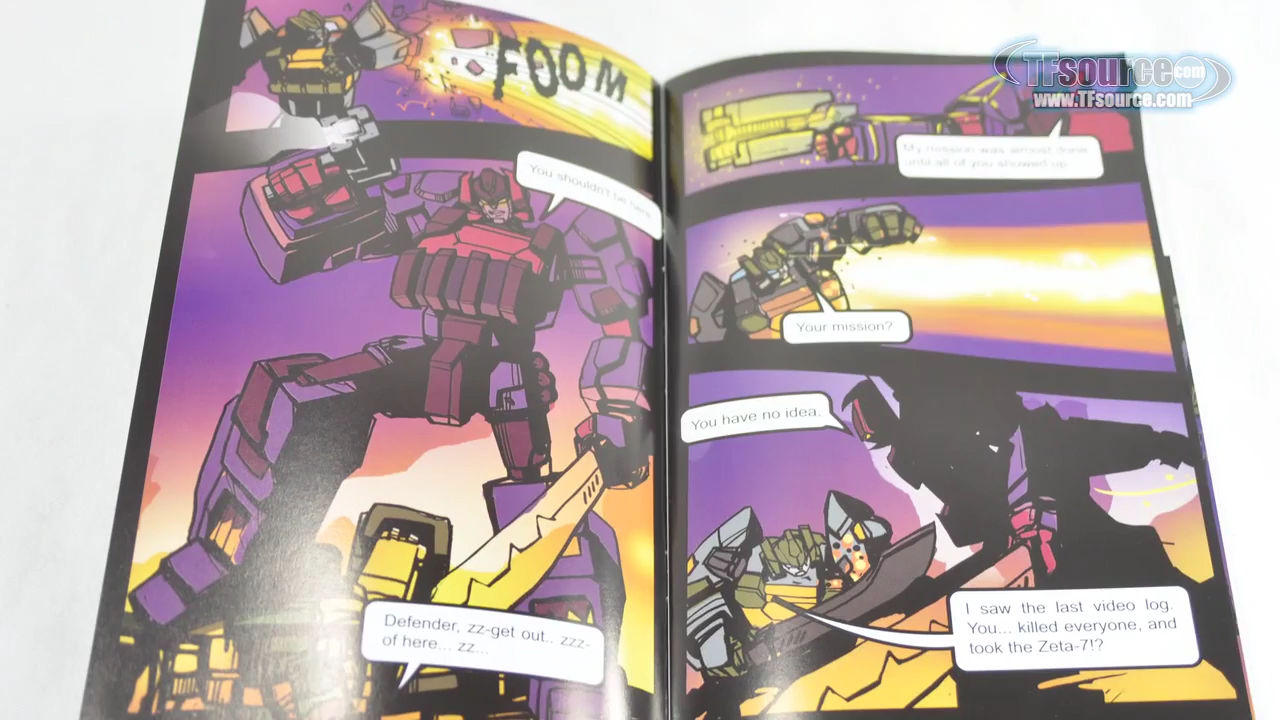 FOOM
You shouldn't be here
Defender, zz-get out.. zzz-
of here... zz...
TFsource.com
www.TFsource.com
My mission was almost done
until all of you showed up.
Your mission?
You have no idea.
I saw the last video log.
You... killed everyone, and
took the Zeta-7!?